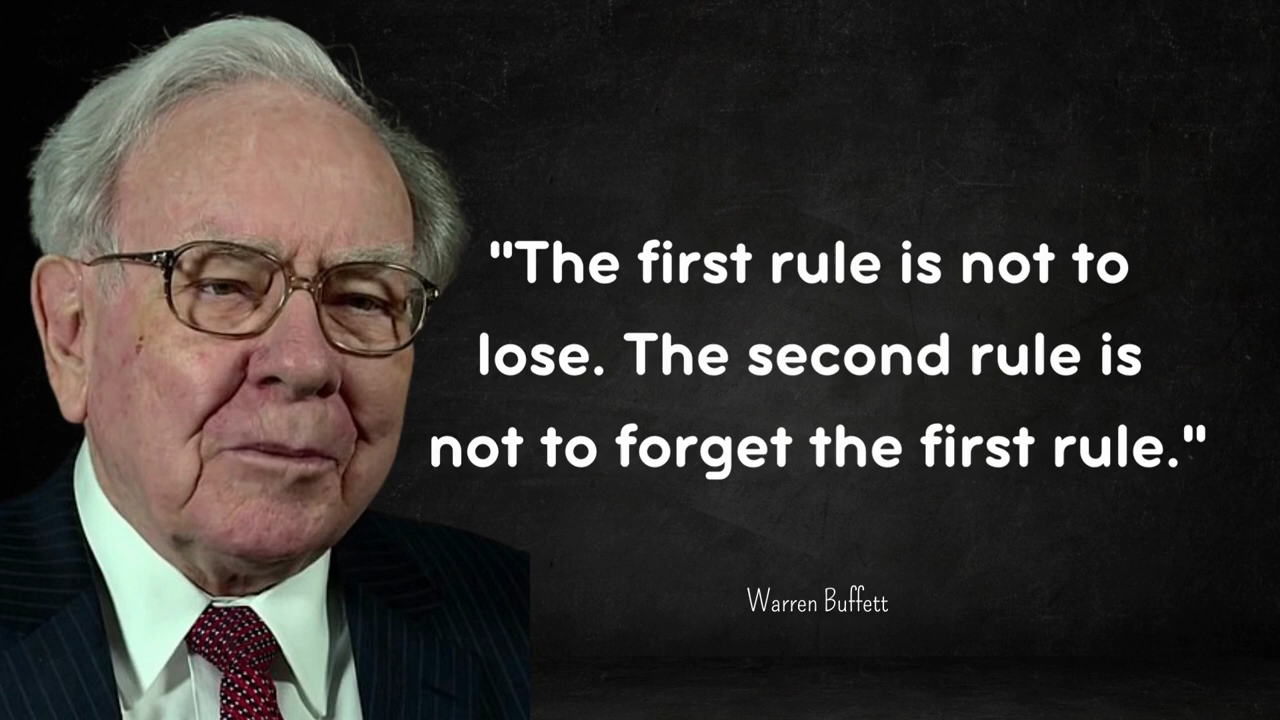 "The first rule is not to
lose. The second rule is
not to forget the first rule."
Warren Buffett